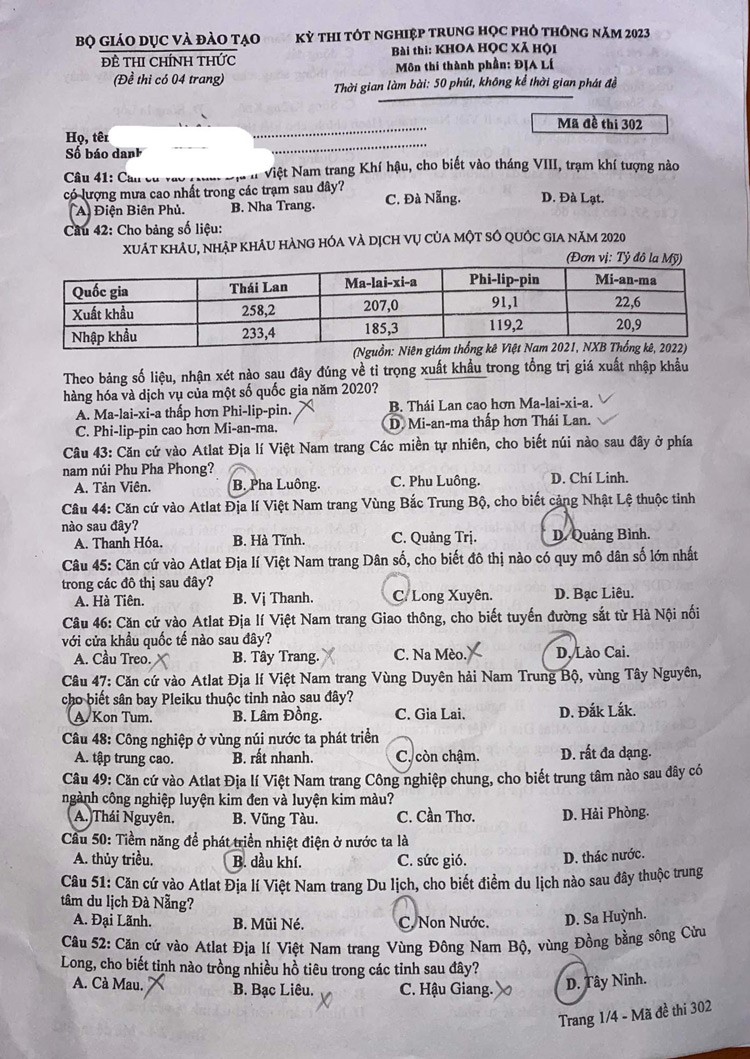 BỘ GIÁO DỤC VÀ ĐÀO TẠO
ĐỀ THI CHÍNH THỨC
(Đề thi có 04 trang)
KỲ THI TỐT NGHIỆP TRUNG HỌC PHỔ THÔNG NĂM 2023
Bài thi: KHOA HỌC XÃ HỘI
Môn thi thành phần: ĐỊA LÍ
Thời gian làm bài: 50 phút, không kể thời gian phát đề
Mã đề thi 302
Họ, tên
Số báo danh
Câu 41: Căn Việt Nam trang Khí hậu, cho biết vào tháng VIII, trạm khí tượng nào
có lượng mưa cao nhất trong các trạm sau đây?
A. Điện Biên Phủ. B. Nha Trang. C. Đà Nẵng. D. Đà Lạt.
Câu 42: Cho bảng số liệu:
XUẤT KHẨU, NHẬP KHẨU HÀNG HÓA VÀ DỊCH VỤ CỦA MỘT SỐ QUỐC GIA NĂM 2020
(Đơn vị: Tỷ đô la Mỹ)
Quốc gia Thái Lan Ma-lai-xi-a Phi-lip-pin Mi-an-ma
Xuất khẩu 258,2 207,0 91,1 22,6
Nhập khẩu 233,4 185,3 119,2 20,9
(Nguồn: Niên giám thống kê Việt Nam 2021, NXB Thống kê, 2022)
Theo bảng số liệu, nhận xét nào sau đây đúng về tỉ trọng xuất khẩu trong tổng trị giá xuất nhập khẩu
hàng hóa và dịch vụ của một số quốc gia năm 2020?
A. Ma-lai-xi-a thấp hơn Phi-lip-pin. B. Thái Lan cao hơn Ma-lai-xi-a.
C. Phi-lip-pin cao hơn Mi-an-ma. D. Mi-an-ma thấp hơn Thái Lan.
Câu 43: Căn cứ vào Atlat Địa lí Việt Nam trang Các miền tự nhiên, cho biết núi nào sau đây ở phía
nam núi Phu Pha Phong?
A. Tản Viên. B. Pha Luông. C. Phu Luông. D. Chí Linh.
Câu 44: Căn cứ vào Atlat Địa lí Việt Nam trang Vùng Bắc Trung Bộ, cho biết cảng Nhật Lệ thuộc tỉnh
nào sau đây?
A. Thanh Hóa. B. Hà Tĩnh. C. Quảng Trị. D. Quảng Bình.
Câu 45: Căn cứ vào Atlat Địa lí Việt Nam trang Dân số, cho biết đô thị nào có quy mô dân số lớn nhất
trong các đô thị sau đây?
A. Hà Tiên. B. Vị Thanh. C. Long Xuyên. D. Bạc Liêu.
Câu 46: Căn cứ vào Atlat Địa lí Việt Nam trang Giao thông, cho biết tuyến đường sắt từ Hà Nội nối
với cửa khẩu quốc tế nào sau đây?
A. Cầu Treo. B. Tây Trang. C. Na Mèo. D. Lào Cai.
Câu 47: Căn cứ vào Atlat Địa lí Việt Nam trang Vùng Duyên hải Nam Trung Bộ, vùng Tây Nguyên,
cho biết sân bay Pleiku thuộc tỉnh nào sau đây?
A. Kon Tum. B. Lâm Đồng. C. Gia Lai. D. Đắk Lắk.
Câu 48: Công nghiệp ở vùng núi nước ta phát triển
A. tập trung cao. B. rất nhanh. C. còn chậm. D. rất đa dạng.
Câu 49: Căn cứ vào Atlat Địa lí Việt Nam trang Công nghiệp chung, cho biết trung tâm nào sau đây có
ngành công nghiệp luyện kim đen và luyện kim màu?
A. Thái Nguyên. B. Vũng Tàu. C. Cần Thơ. D. Hải Phòng.
Câu 50: Tiềm năng để phát triển nhiệt điện ở nước ta là
A. thủy triều. B. dầu khí. C. sức gió. D. thác nước.
Câu 51: Căn cứ vào Atlat Địa lí Việt Nam trang Du lịch, cho biết điểm du lịch nào sau đây thuộc trung
tâm du lịch Đà Nẵng?
A. Đại Lãnh. B. Mũi Né. C. Non Nước. D. Sa Huỳnh.
Câu 52: Căn cứ vào Atlat Địa lí Việt Nam trang Vùng Đông Nam Bộ, vùng Đồng bằng sông Cửu
Long, cho biết tỉnh nào trồng nhiều hồ tiêu trong các tỉnh sau đây?
A. Cà Mau. B. Bạc Liêu. C. Hậu Giang. D. Tây Ninh.
Trang 1/4 - Mã đề thi 302